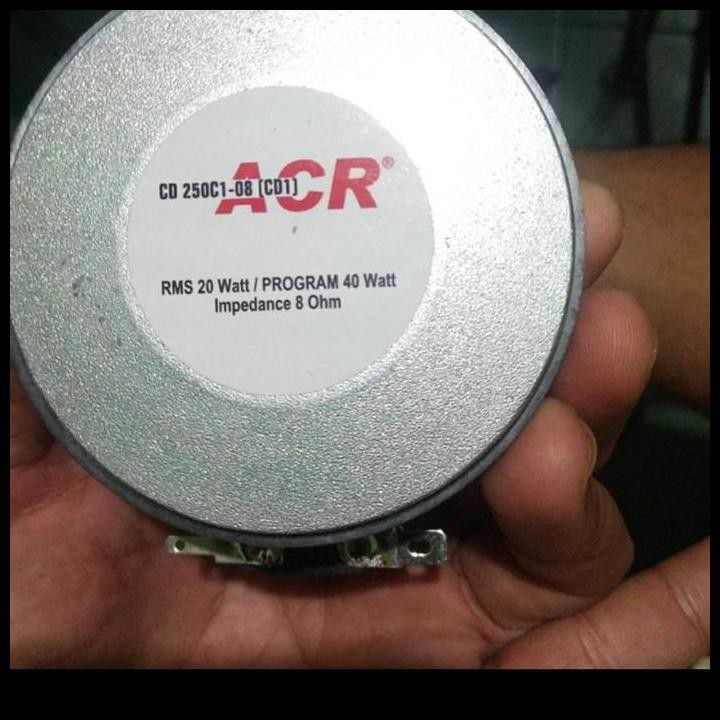 ACR®
CD 250C1-08 (CD1)
RMS 20 Watt / PROGRAM 40 Watt
Impedance 8 Ohm